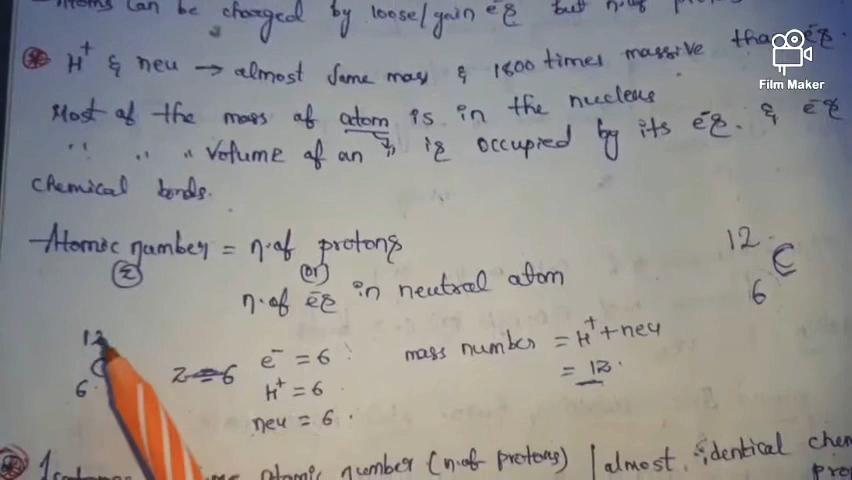 Atoms can be charged by loose/gain e⁻s but n.of
H⁺ & neu → almost same mass & 1800 times massive than e⁻s.
Film Maker
Most of the mass of atom is in the nucleus
" " " volume of an " is occupied by its e⁻s. & e⁻s
chemical bonds.
Atomic number = n.of protons
(Z) (or)
n.of e⁻s in neutral atom
12
C
6
12
C
6
Z = 6 e⁻ = 6
H⁺ = 6
neu = 6
mass number = H⁺ + neu
= 12
atomic number (n.of protons) | almost identical